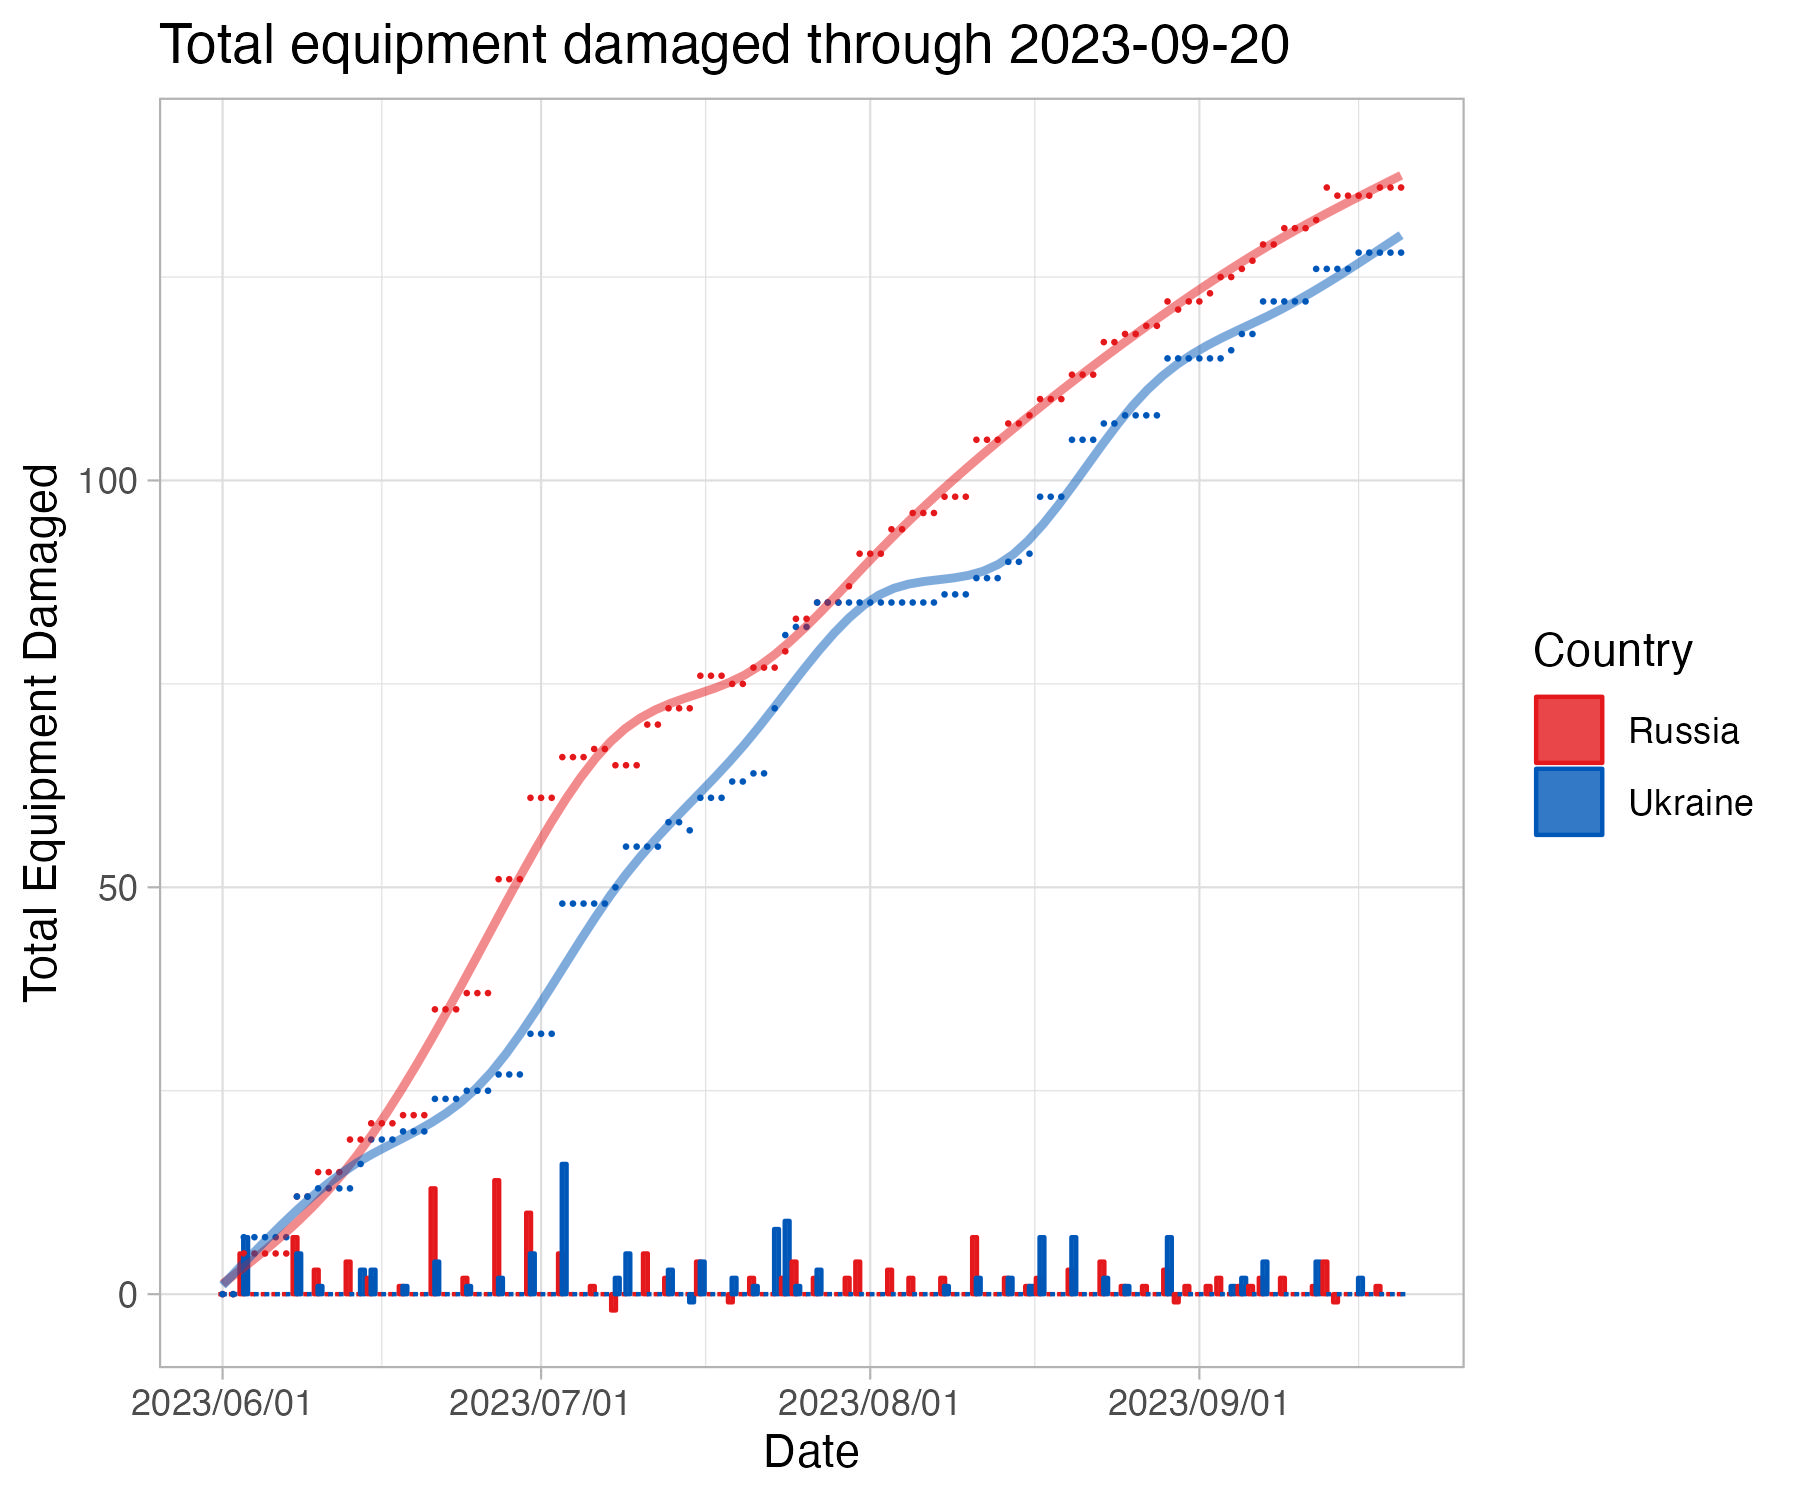 Total equipment damaged through 2023-09-20
Total Equipment Damaged
100
50
0
2023/06/01 2023/07/01 2023/08/01 2023/09/01
Date
Country
Russia
Ukraine